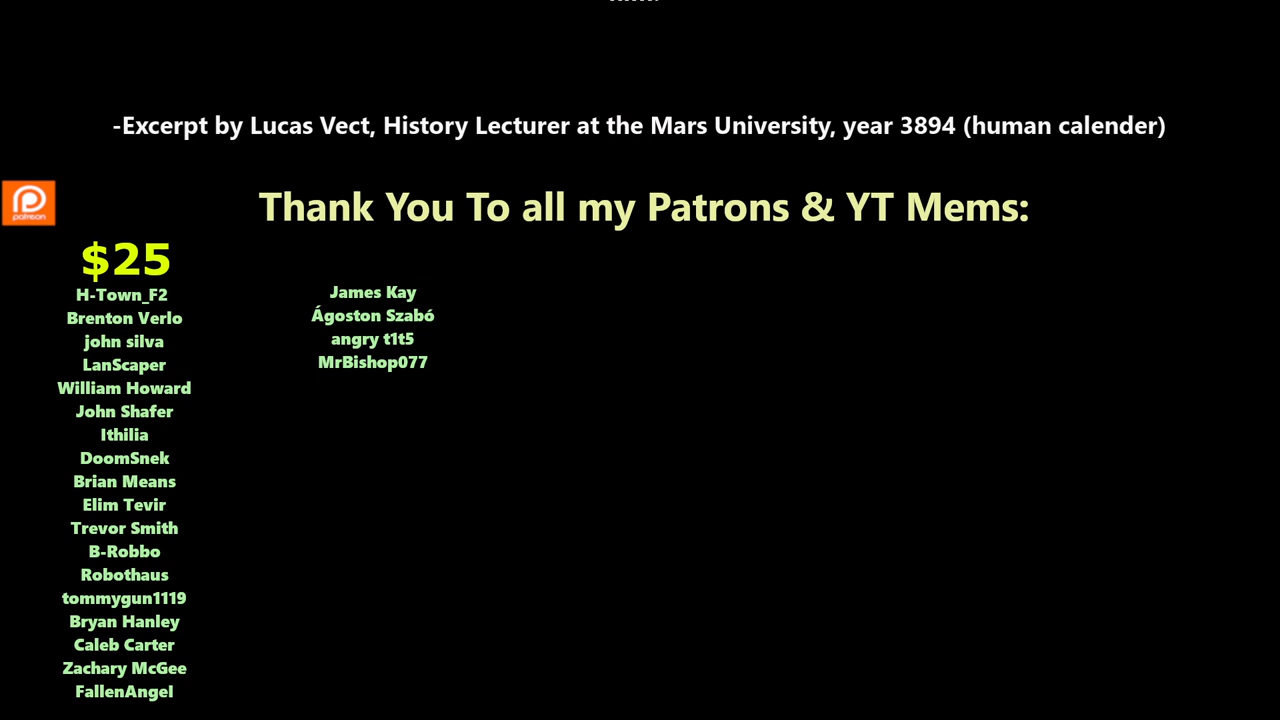 -Excerpt by Lucas Vect, History Lecturer at the Mars University, year 3894 (human calender)
Thank You To all my Patrons & YT Mems:
patreon
$25
H-Town_F2
Brenton Verlo
john silva
LanScaper
William Howard
John Shafer
Ithilia
DoomSnek
Brian Means
Elim Tevir
Trevor Smith
B-Robbo
Robothaus
tommygun1119
Bryan Hanley
Caleb Carter
Zachary McGee
FallenAngel
James Kay
Ágoston Szabó
angry t1t5
MrBishop077